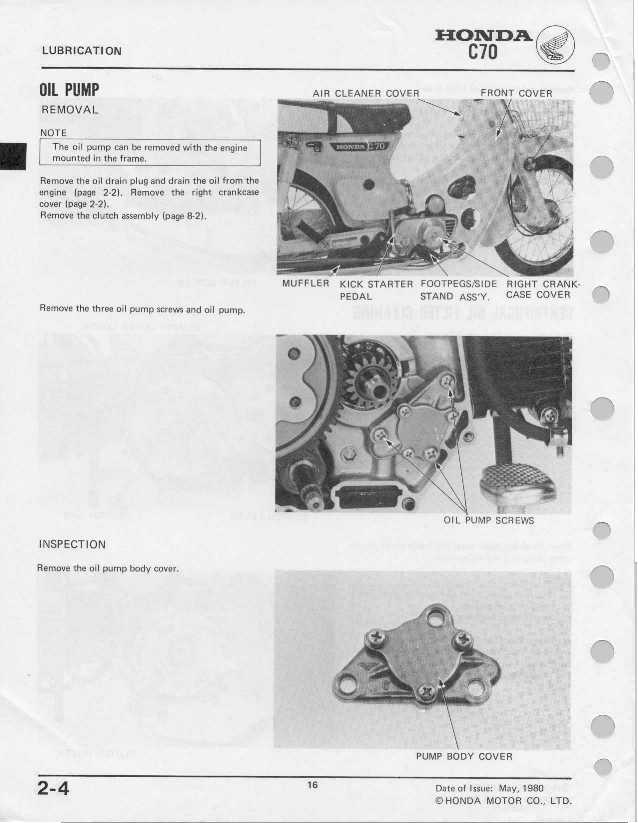 LUBRICATION
HONDA
C70
OIL PUMP
REMOVAL
NOTE
The oil pump can be removed with the engine
mounted in the frame.
Remove the oil drain plug and drain the oil from the
engine (page 2-2). Remove the right crankcase
cover (page 2-2).
Remove the clutch assembly (page 8-2).
AIR CLEANER COVER
FRONT COVER
HONDA C70
MUFFLER
KICK STARTER
PEDAL
FOOTPEGS/SIDE
STAND ASS'Y.
RIGHT CRANK-
CASE COVER
Remove the three oil pump screws and oil pump.
OIL PUMP SCREWS
INSPECTION
Remove the oil pump body cover.
PUMP BODY COVER
2-4
16
Date of Issue: May, 1980
© HONDA MOTOR CO., LTD.